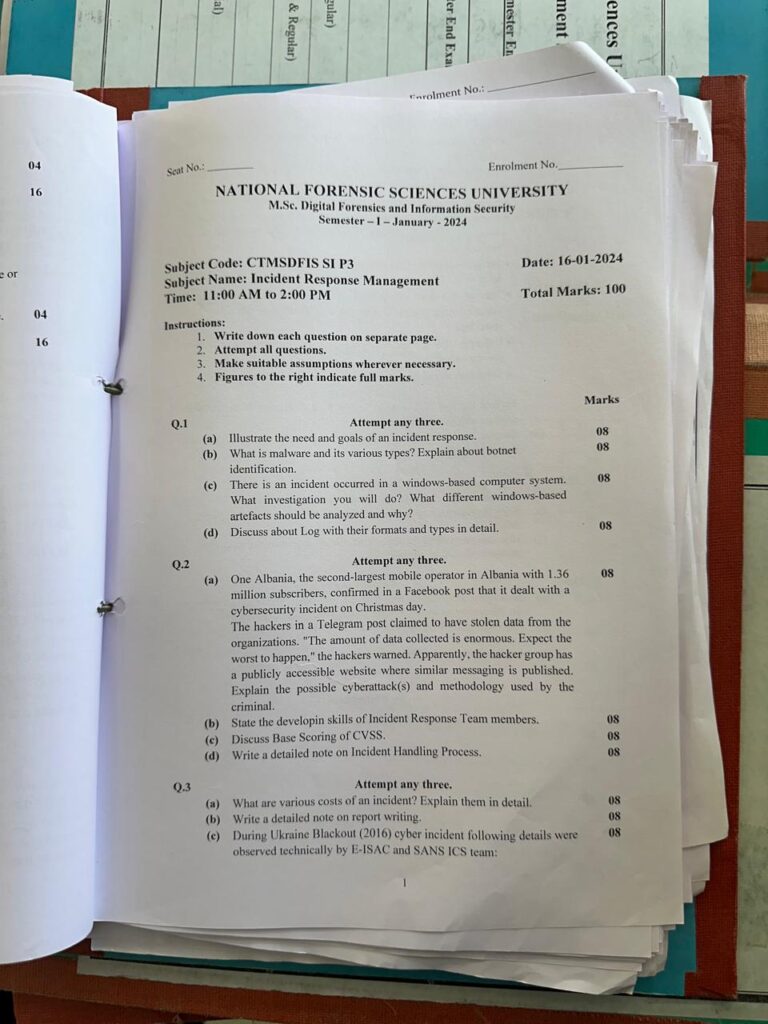 al)
& Regular)
gular)
ter End Exa
mester En
ment
ences U
Enrolment No.:
04
16
e or
04
16
Seat No.:
Enrolment No.
NATIONAL FORENSIC SCIENCES UNIVERSITY
M.Sc. Digital Forensics and Information Security
Semester – I – January - 2024
Subject Code: CTMSDFIS SI P3
Date: 16-01-2024
Subject Name: Incident Response Management
Time: 11:00 AM to 2:00 PM
Total Marks: 100
Instructions:
1. Write down each question on separate page.
2. Attempt all questions.
3. Make suitable assumptions wherever necessary.
4. Figures to the right indicate full marks.
Marks
Q.1 Attempt any three.
(a) Illustrate the need and goals of an incident response. 08
(b) What is malware and its various types? Explain about botnet 08
identification.
(c) There is an incident occurred in a windows-based computer system. 08
What investigation you will do? What different windows-based
artefacts should be analyzed and why?
(d) Discuss about Log with their formats and types in detail. 08
Q.2 Attempt any three.
(a) One Albania, the second-largest mobile operator in Albania with 1.36 08
million subscribers, confirmed in a Facebook post that it dealt with a
cybersecurity incident on Christmas day.
The hackers in a Telegram post claimed to have stolen data from the
organizations. "The amount of data collected is enormous. Expect the
worst to happen," the hackers warned. Apparently, the hacker group has
a publicly accessible website where similar messaging is published.
Explain the possible cyberattack(s) and methodology used by the
criminal.
(b) State the developin skills of Incident Response Team members. 08
(c) Discuss Base Scoring of CVSS. 08
(d) Write a detailed note on Incident Handling Process. 08
Q.3 Attempt any three.
(a) What are various costs of an incident? Explain them in detail. 08
(b) Write a detailed note on report writing. 08
(c) During Ukraine Blackout (2016) cyber incident following details were 08
observed technically by E-ISAC and SANS ICS team:
1